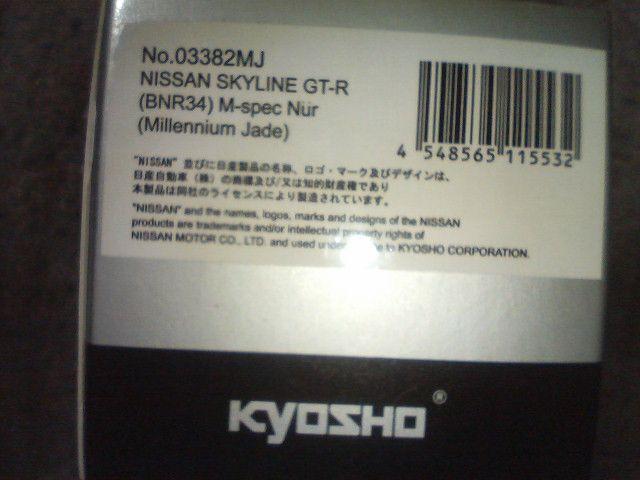 No.03382MJ
NISSAN SKYLINE GT-R
(BNR34) M-spec Nür
(Millennium Jade)
4 548565 115532
"NISSAN" 並びに日産製品の名称、ロゴ・マーク及びデザインは、
日産自動車（株）の商標及び/又は知的財産権であり
本製品は同社のライセンスにより製造されています。
"NISSAN" and the names, logos, marks and designs of the NISSAN
products are trademarks and/or intellectual property rights of
NISSAN MOTOR CO., LTD. and used under to KYOSHO CORPORATION.
KYOSHO®